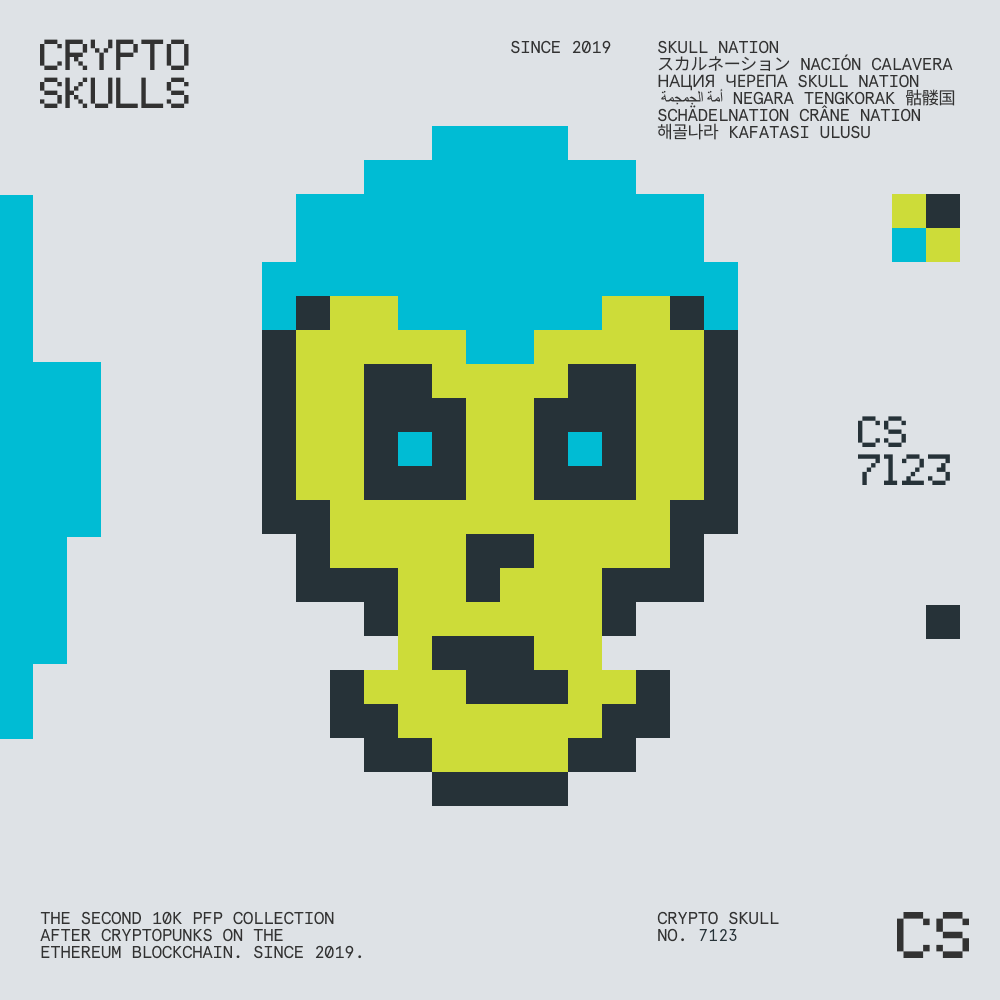 CRYPTO
SKULLS
SINCE 2019
SKULL NATION
スカルネーション NACIÓN CALAVERA
НАЦИЯ ЧЕРЕПА SKULL NATION
أمة الجمجمة NEGARA TENGKORAK 骷髅国
SCHÄDELNATION CRÂNE NATION
해골나라 KAFATASI ULUSU
CS
7123
THE SECOND 10K PFP COLLECTION
AFTER CRYPTOPUNKS ON THE
ETHEREUM BLOCKCHAIN. SINCE 2019.
CRYPTO SKULL
NO. 7123
CS